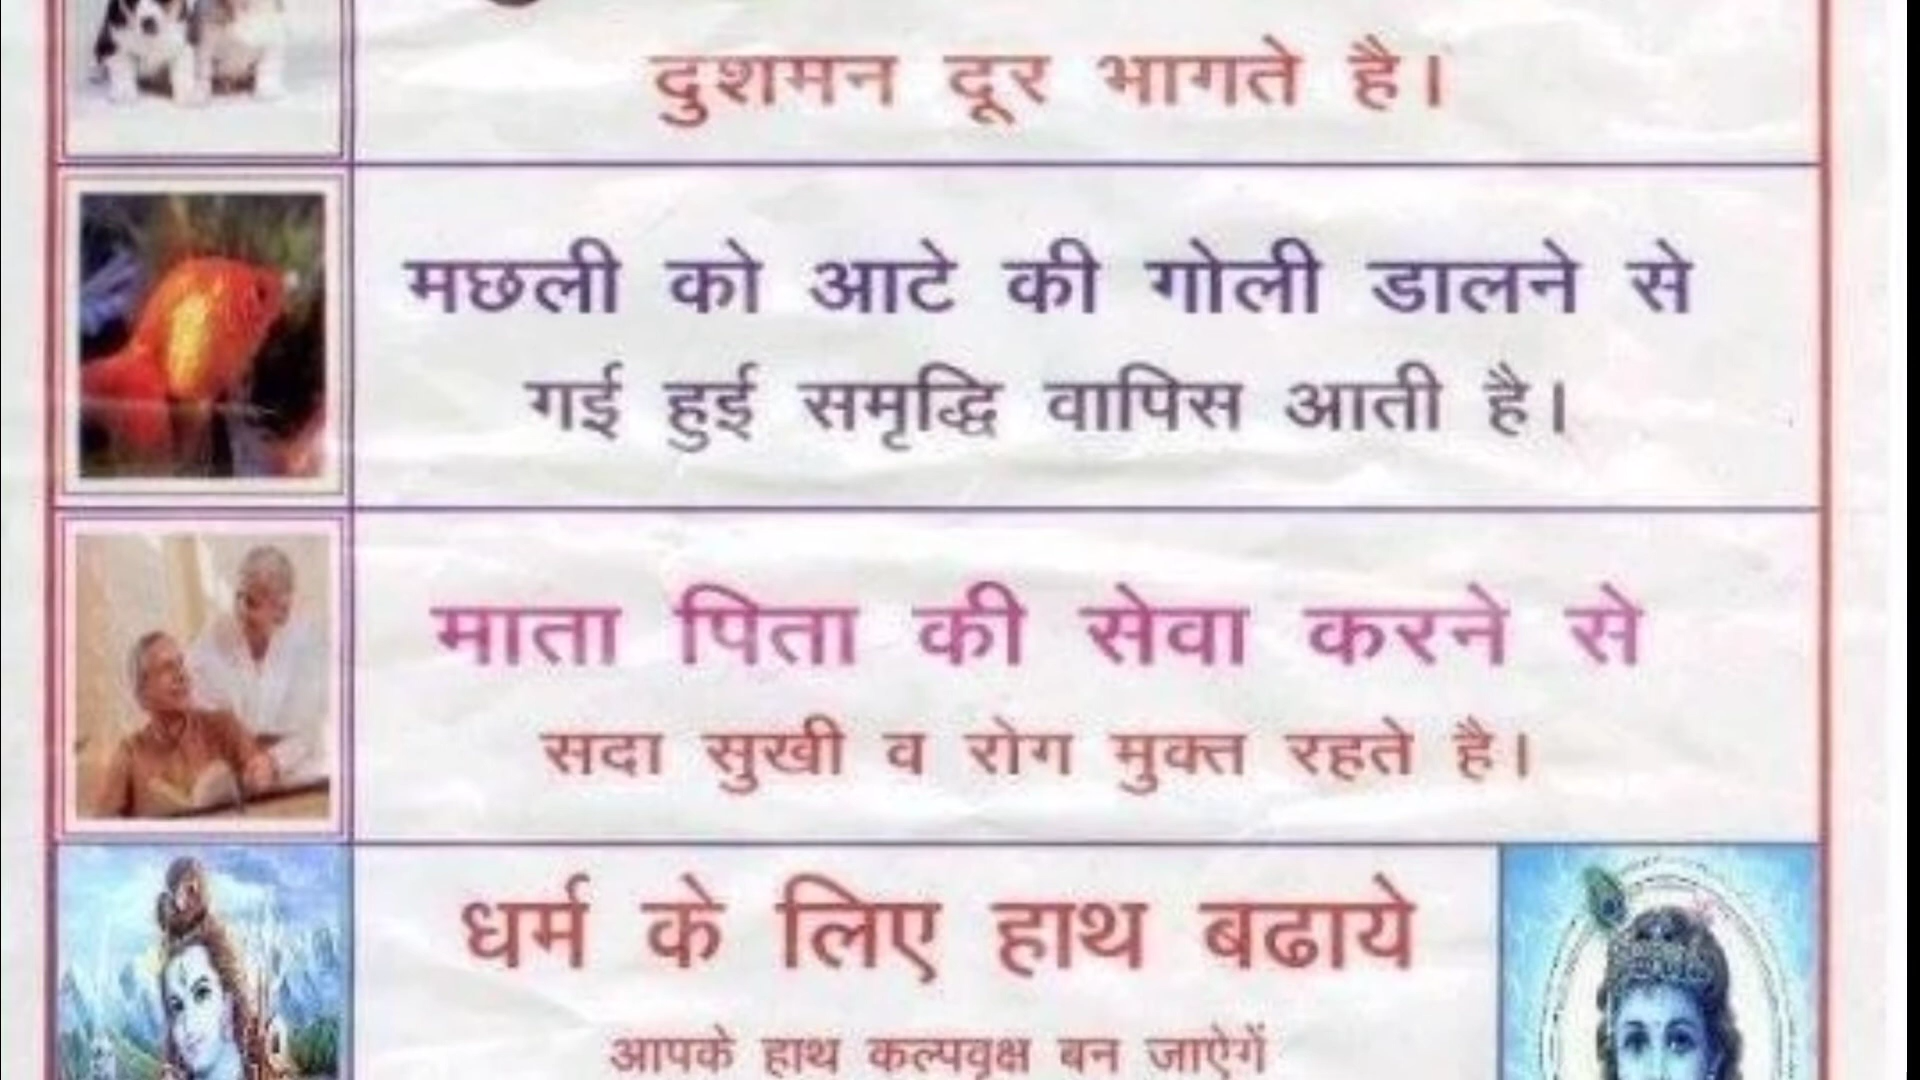 दुशमन दूर भागते है।
मछली को आटे की गोली डालने से
गई हुई समृद्धि वापिस आती है।
माता पिता की सेवा करने से
सदा सुखी व रोग मुक्त रहते है।
धर्म के लिए हाथ बढाये
आपके हाथ कल्पवृक्ष बन जाऐगें